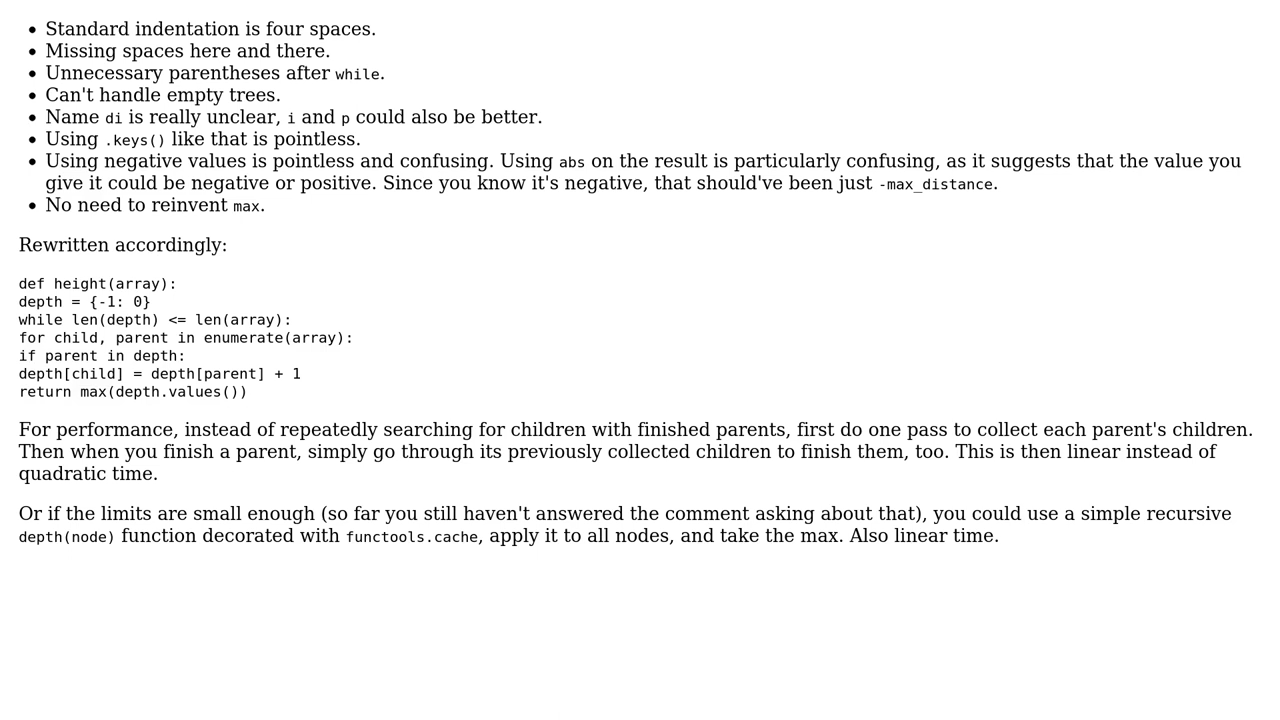 Standard indentation is four spaces.
Missing spaces here and there.
Unnecessary parentheses after while.
Can't handle empty trees.
Name di is really unclear, i and p could also be better.
Using .keys() like that is pointless.
Using negative values is pointless and confusing. Using abs on the result is particularly confusing, as it suggests that the value you
give it could be negative or positive. Since you know it's negative, that should've been just -max_distance.
No need to reinvent max.
Rewritten accordingly:
def height(array):
depth = {-1: 0}
while len(depth) <= len(array):
for child, parent in enumerate(array):
if parent in depth:
depth[child] = depth[parent] + 1
return max(depth.values())
For performance, instead of repeatedly searching for children with finished parents, first do one pass to collect each parent's children.
Then when you finish a parent, simply go through its previously collected children to finish them, too. This is then linear instead of
quadratic time.
Or if the limits are small enough (so far you still haven't answered the comment asking about that), you could use a simple recursive
depth(node) function decorated with functools.cache, apply it to all nodes, and take the max. Also linear time.